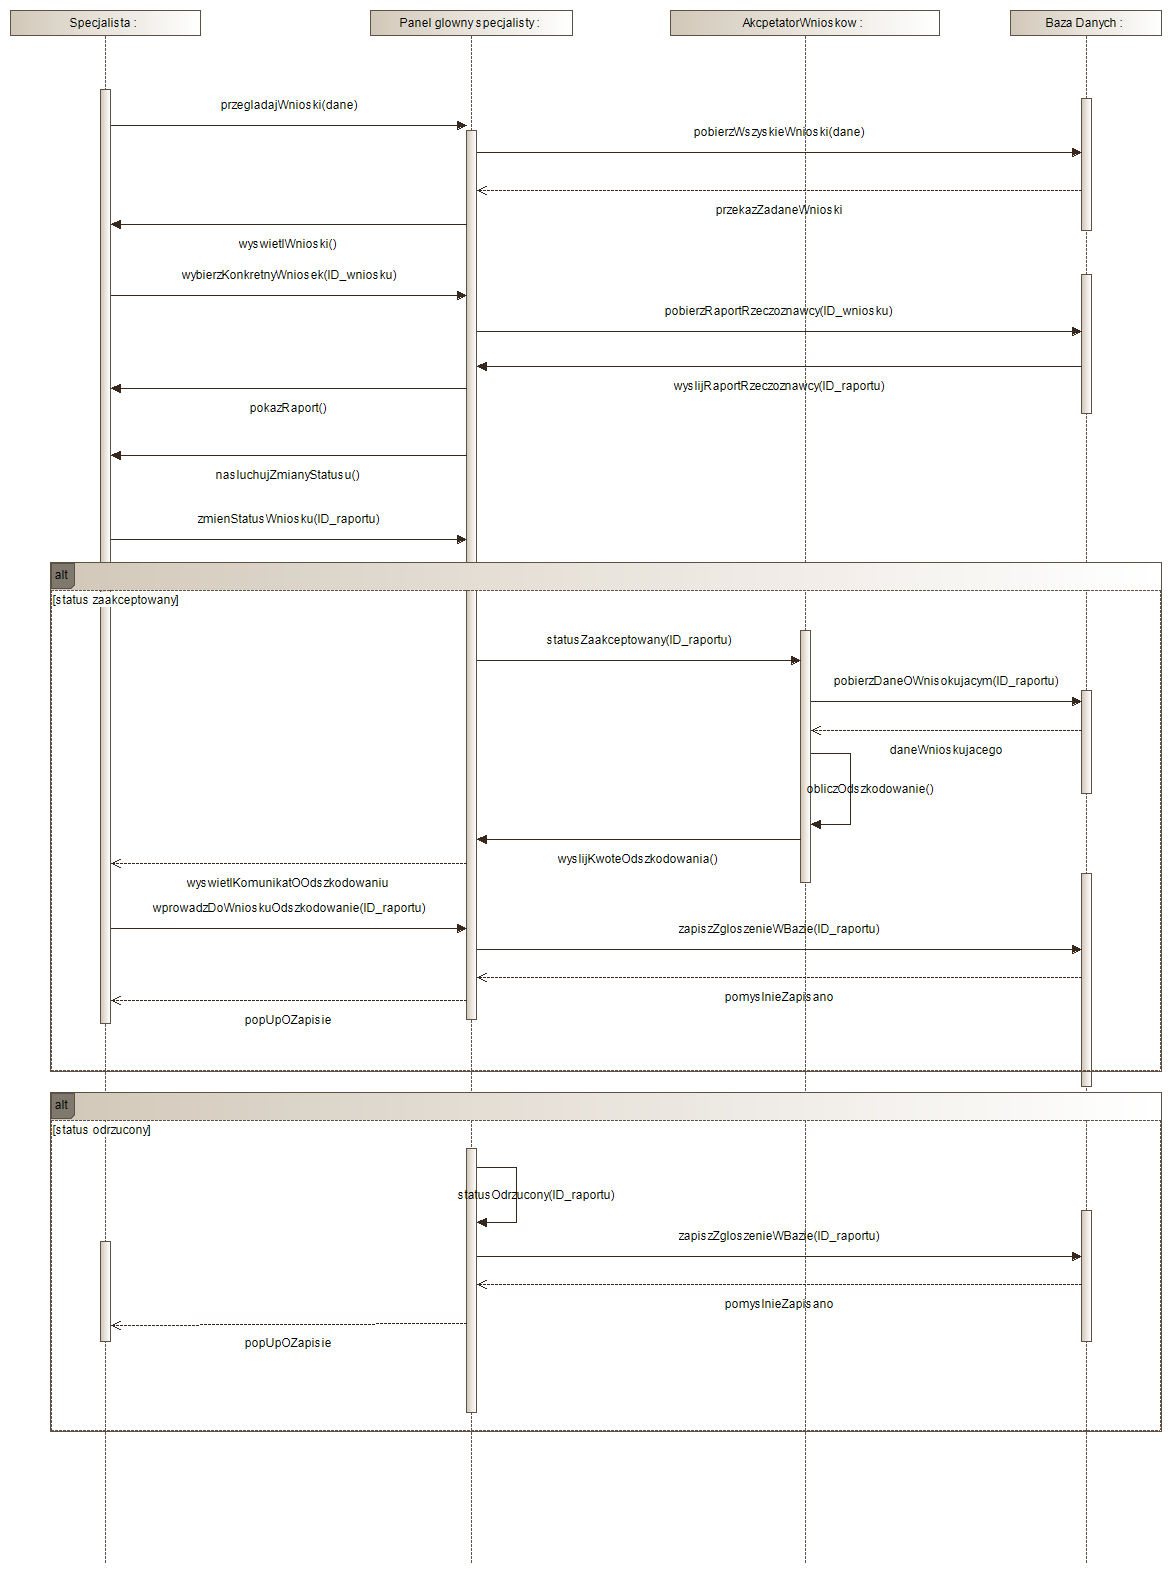 Specjalista :
Panel glowny specjalisty :
AkcpetatorWnioskow :
Baza Danych :
przegladajWnioski(dane)
pobierzWszyskieWnioski(dane)
przekazZadaneWnioski
wyswietlWnioski()
wybierzKonkretnyWniosek(ID_wniosku)
pobierzRaportRzeczoznawcy(ID_wniosku)
wyslijRaportRzeczoznawcy(ID_raportu)
pokazRaport()
nasluchujZmianyStatusu()
zmienStatusWniosku(ID_raportu)
alt
[status zaakceptowany]
statusZaakceptowany(ID_raportu)
pobierzDaneOWnisokujacym(ID_raportu)
daneWnioskujacego
obliczOdszkodowanie()
wyslijKwoteOdszkodowania()
wyswietlKomunikatOOdszkodowaniu
wprowadzDoWnioskuOdszkodowanie(ID_raportu)
zapiszZgloszenieWBazie(ID_raportu)
pomyslnieZapisano
popUpOZapisie
alt
[status odrzucony]
statusOdrzucony(ID_raportu)
zapiszZgloszenieWBazie(ID_raportu)
pomyslnieZapisano
popUpOZapisie